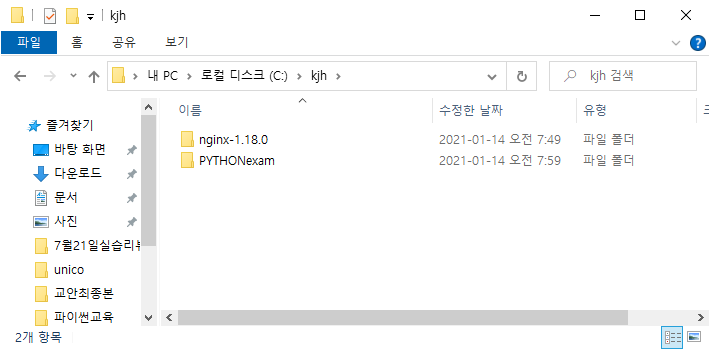 kjh
파일 홈 공유 보기
내 PC 로컬 디스크 (C:) kjh kjh 검색
이름 수정한 날짜 유형
즐겨찾기
nginx-1.18.0 2021-01-14 오전 7:49 파일 폴더
바탕 화면
PYTHONexam 2021-01-14 오전 7:59 파일 폴더
다운로드
문서
사진
7월21일실습리뷰
unico
교안최종본
파이썬교육
2개 항목